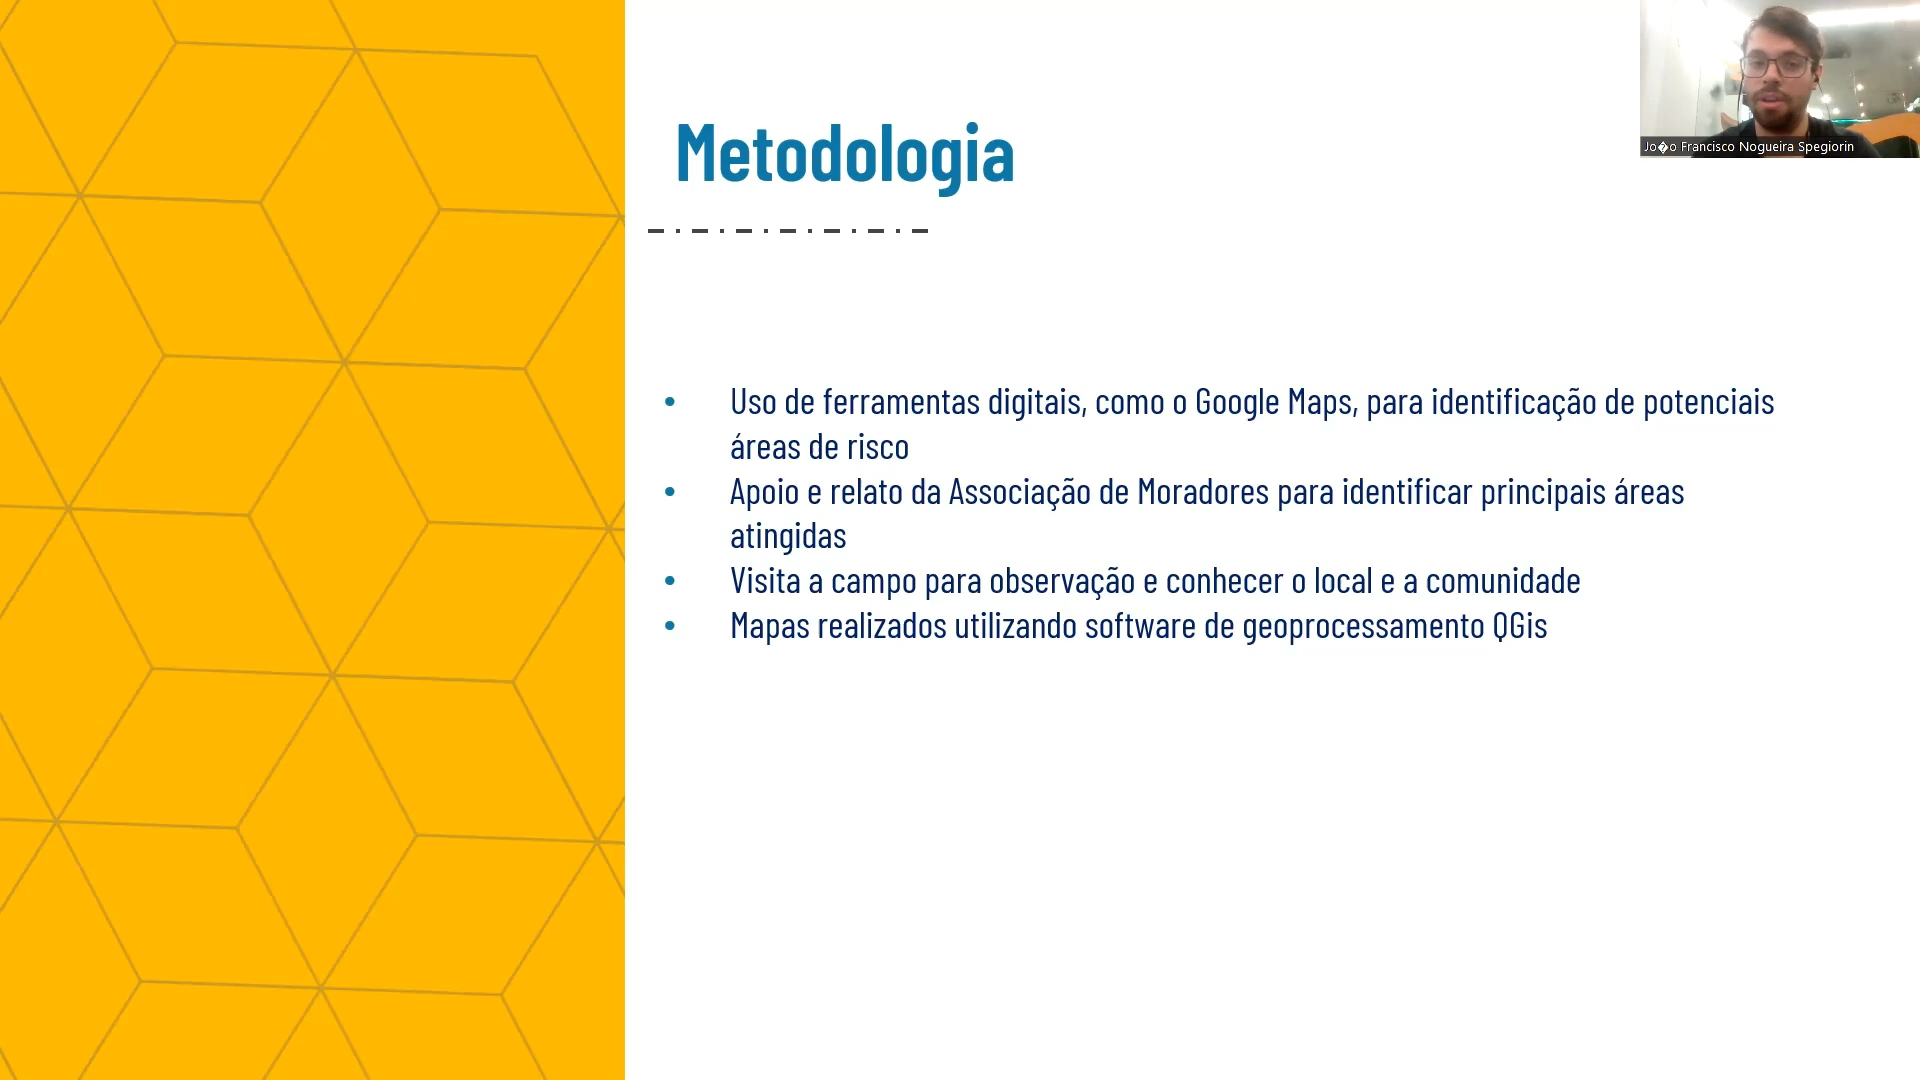 Metodologia
• Uso de ferramentas digitais, como o Google Maps, para identificação de potenciais
áreas de risco
• Apoio e relato da Associação de Moradores para identificar principais áreas
atingidas
• Visita a campo para observação e conhecer o local e a comunidade
• Mapas realizados utilizando software de geoprocessamento QGis
Jo�o Francisco Nogueira Spegiorin